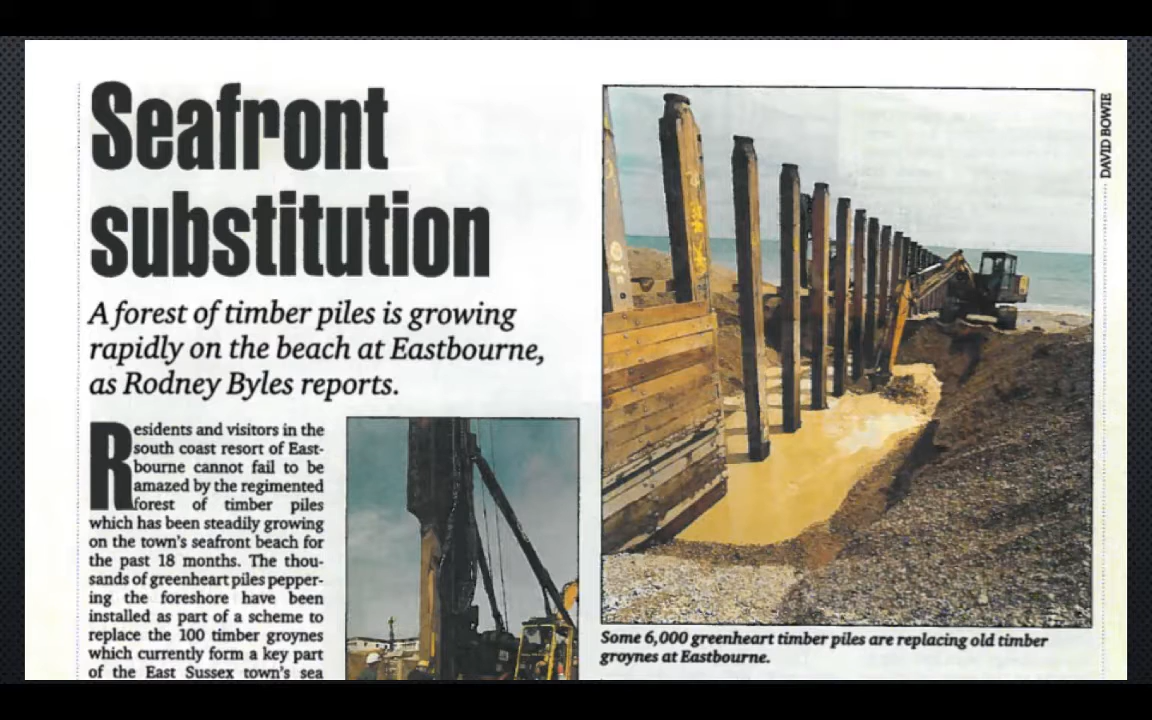 Seafront
substitution
A forest of timber piles is growing
rapidly on the beach at Eastbourne,
as Rodney Byles reports.
Residents and visitors in the
south coast resort of East-
bourne cannot fail to be
amazed by the regimented
forest of timber piles
which has been steadily growing
on the town's seafront beach for
the past 18 months. The thou-
sands of greenheart piles pepper-
ing the foreshore have been
installed as part of a scheme to
replace the 100 timber groynes
which currently form a key part
of the East Sussex town's sea
DAVID BOWIE
Some 6,000 greenheart timber piles are replacing old timber
groynes at Eastbourne.